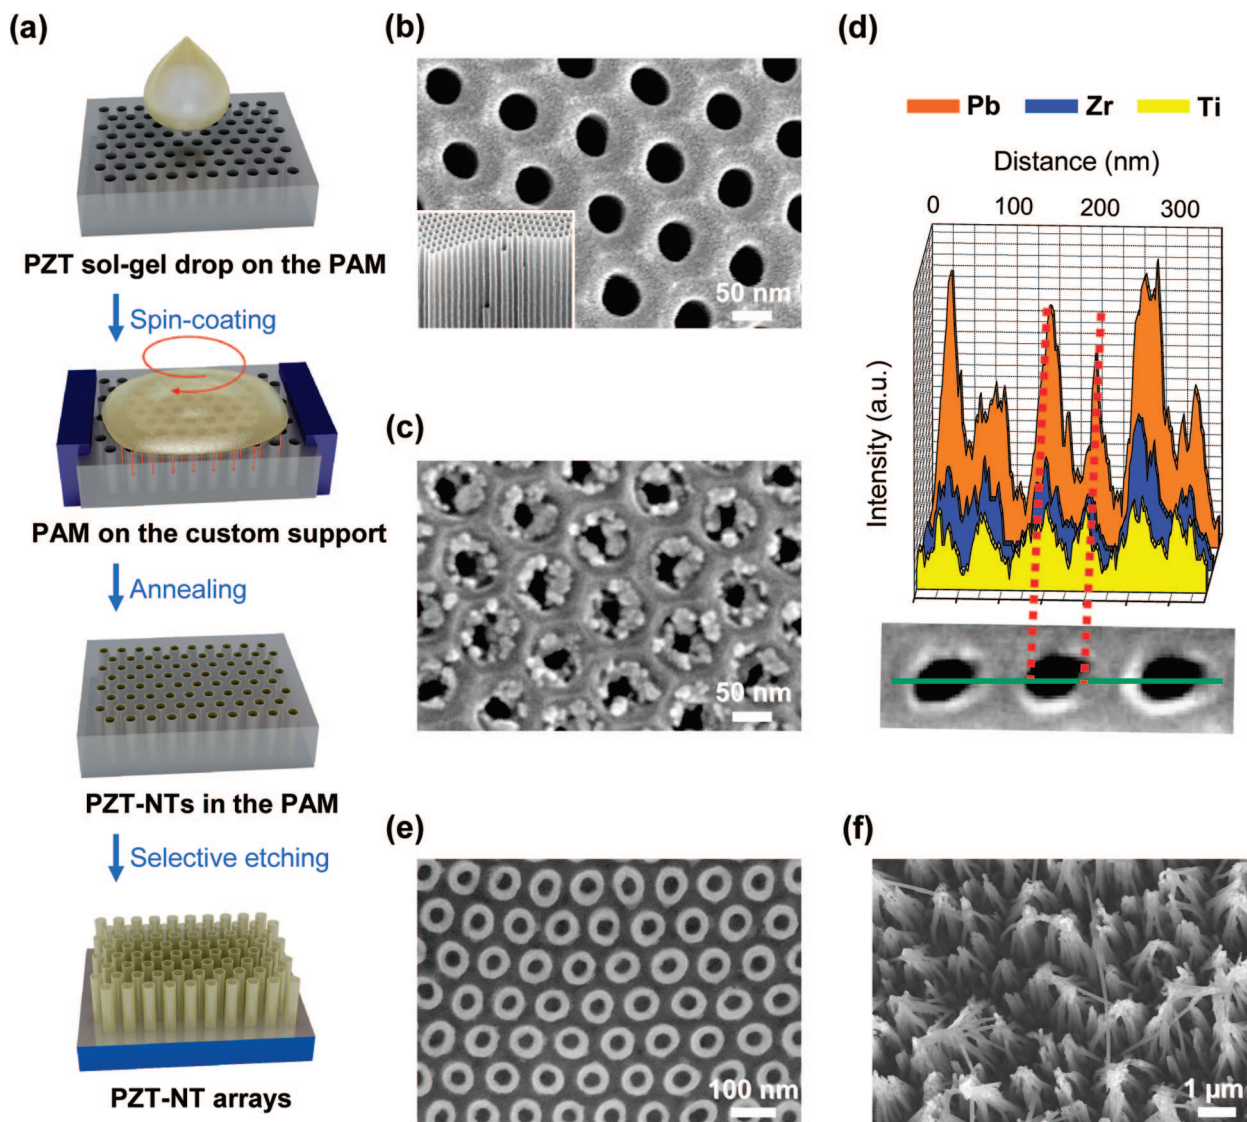 (a)
PZT sol-gel drop on the PAM
Spin-coating
PAM on the custom support
Annealing
PZT-NTs in the PAM
Selective etching
PZT-NT arrays
(b)
50 nm
(c)
50 nm
(d)
Pb Zr Ti
Distance (nm)
0 100 200 300
Intensity (a.u.)
(e)
100 nm
(f)
1 µm